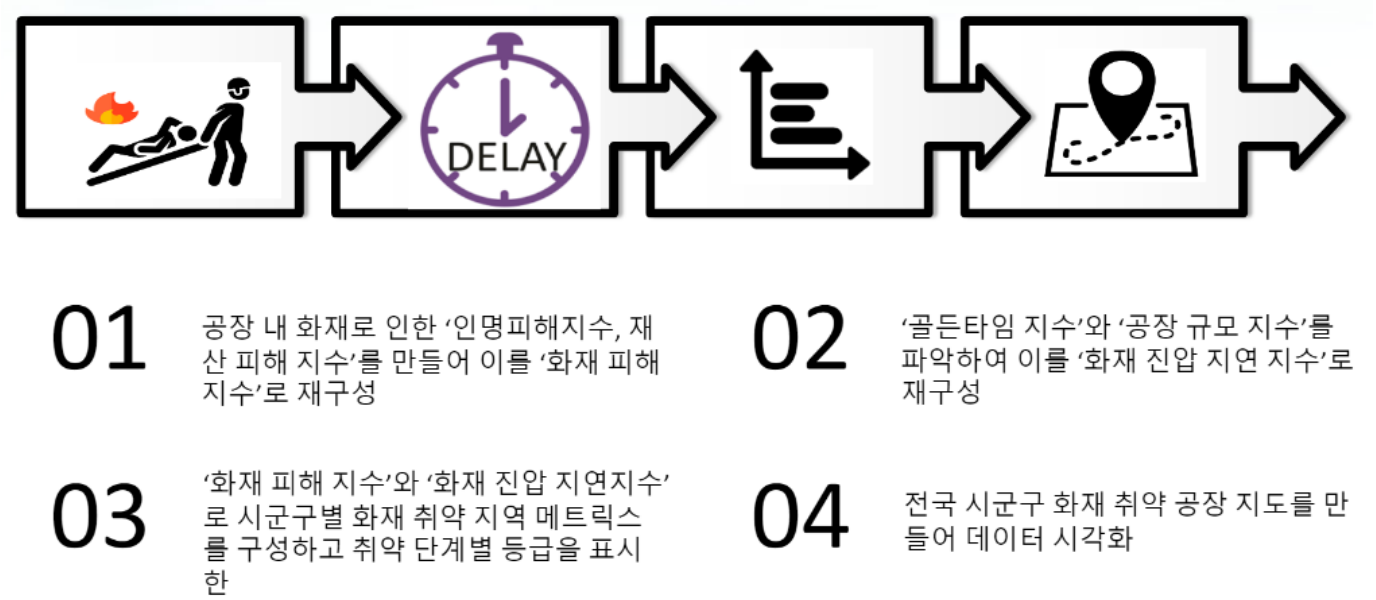 DELAY
01
공장 내 화재로 인한 ‘인명피해지수, 재
산 피해 지수’를 만들어 이를 ‘화재 피해
지수’로 재구성
02
‘골든타임 지수’와 ‘공장 규모 지수’를
파악하여 이를 ‘화재 진압 지연 지수’로
재구성
03
‘화재 피해 지수’와 ‘화재 진압 지연지수’
로 시군구별 화재 취약 지역 메트릭스
를 구성하고 취약 단계별 등급을 표시
한
04
전국 시군구 화재 취약 공장 지도를 만
들어 데이터 시각화